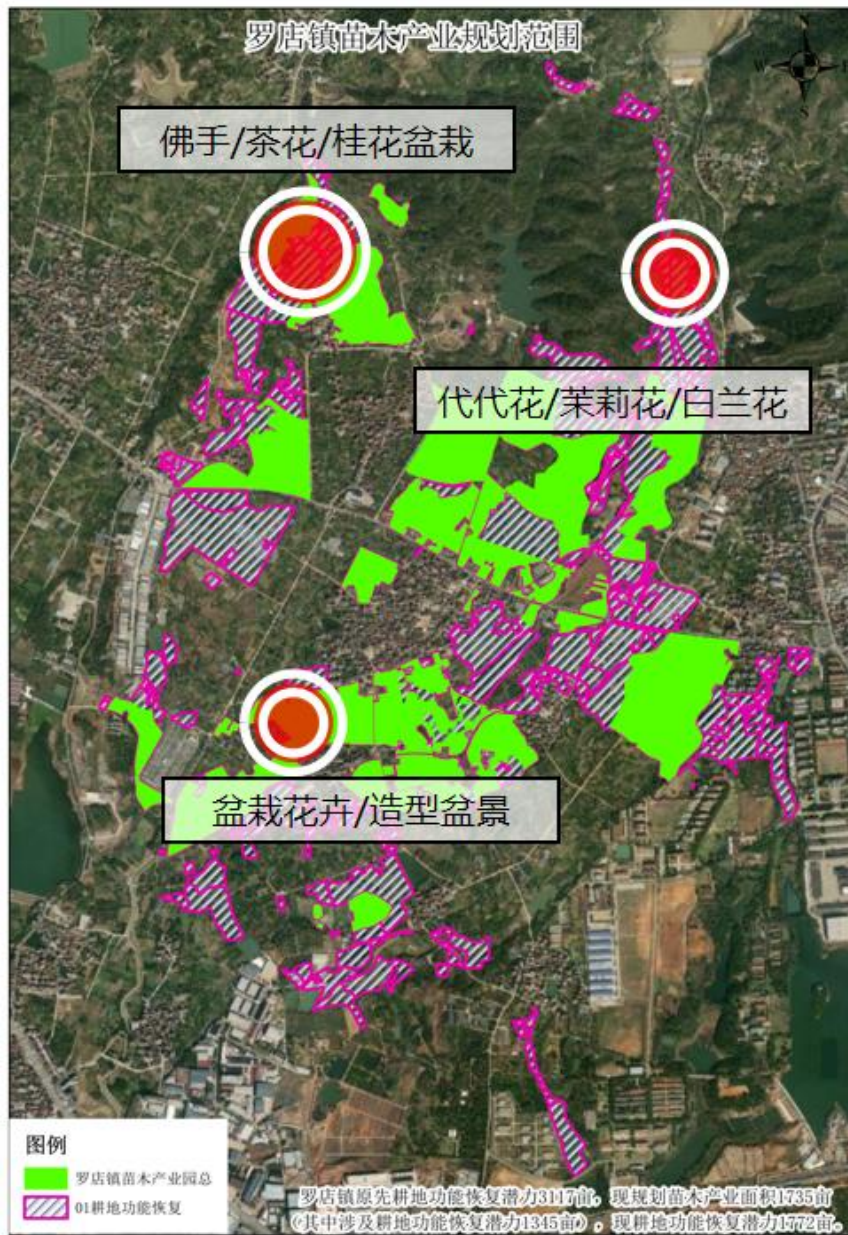 罗店镇苗木产业规划范围
W
S
佛手/茶花/桂花盆栽
代代花/茉莉花/白兰花
盆栽花卉/造型盆景
图例
罗店镇苗木产业园总
01耕地功能恢复
罗店镇原先耕地功能恢复潜力3117亩，现规划苗木产业面积1735亩
（其中涉及耕地功能恢复潜力1345亩），现耕地功能恢复潜力1772亩。